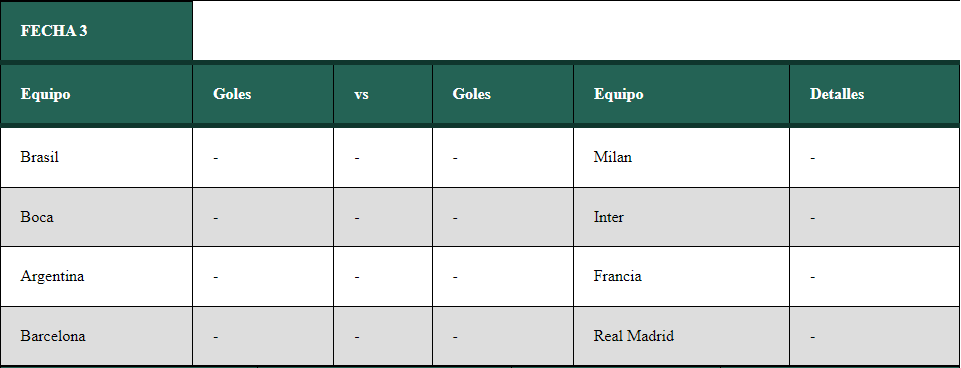 FECHA 3
Equipo Goles vs Goles Equipo Detalles
Brasil - - - Milan -
Boca - - - Inter -
Argentina - - - Francia -
Barcelona - - - Real Madrid -